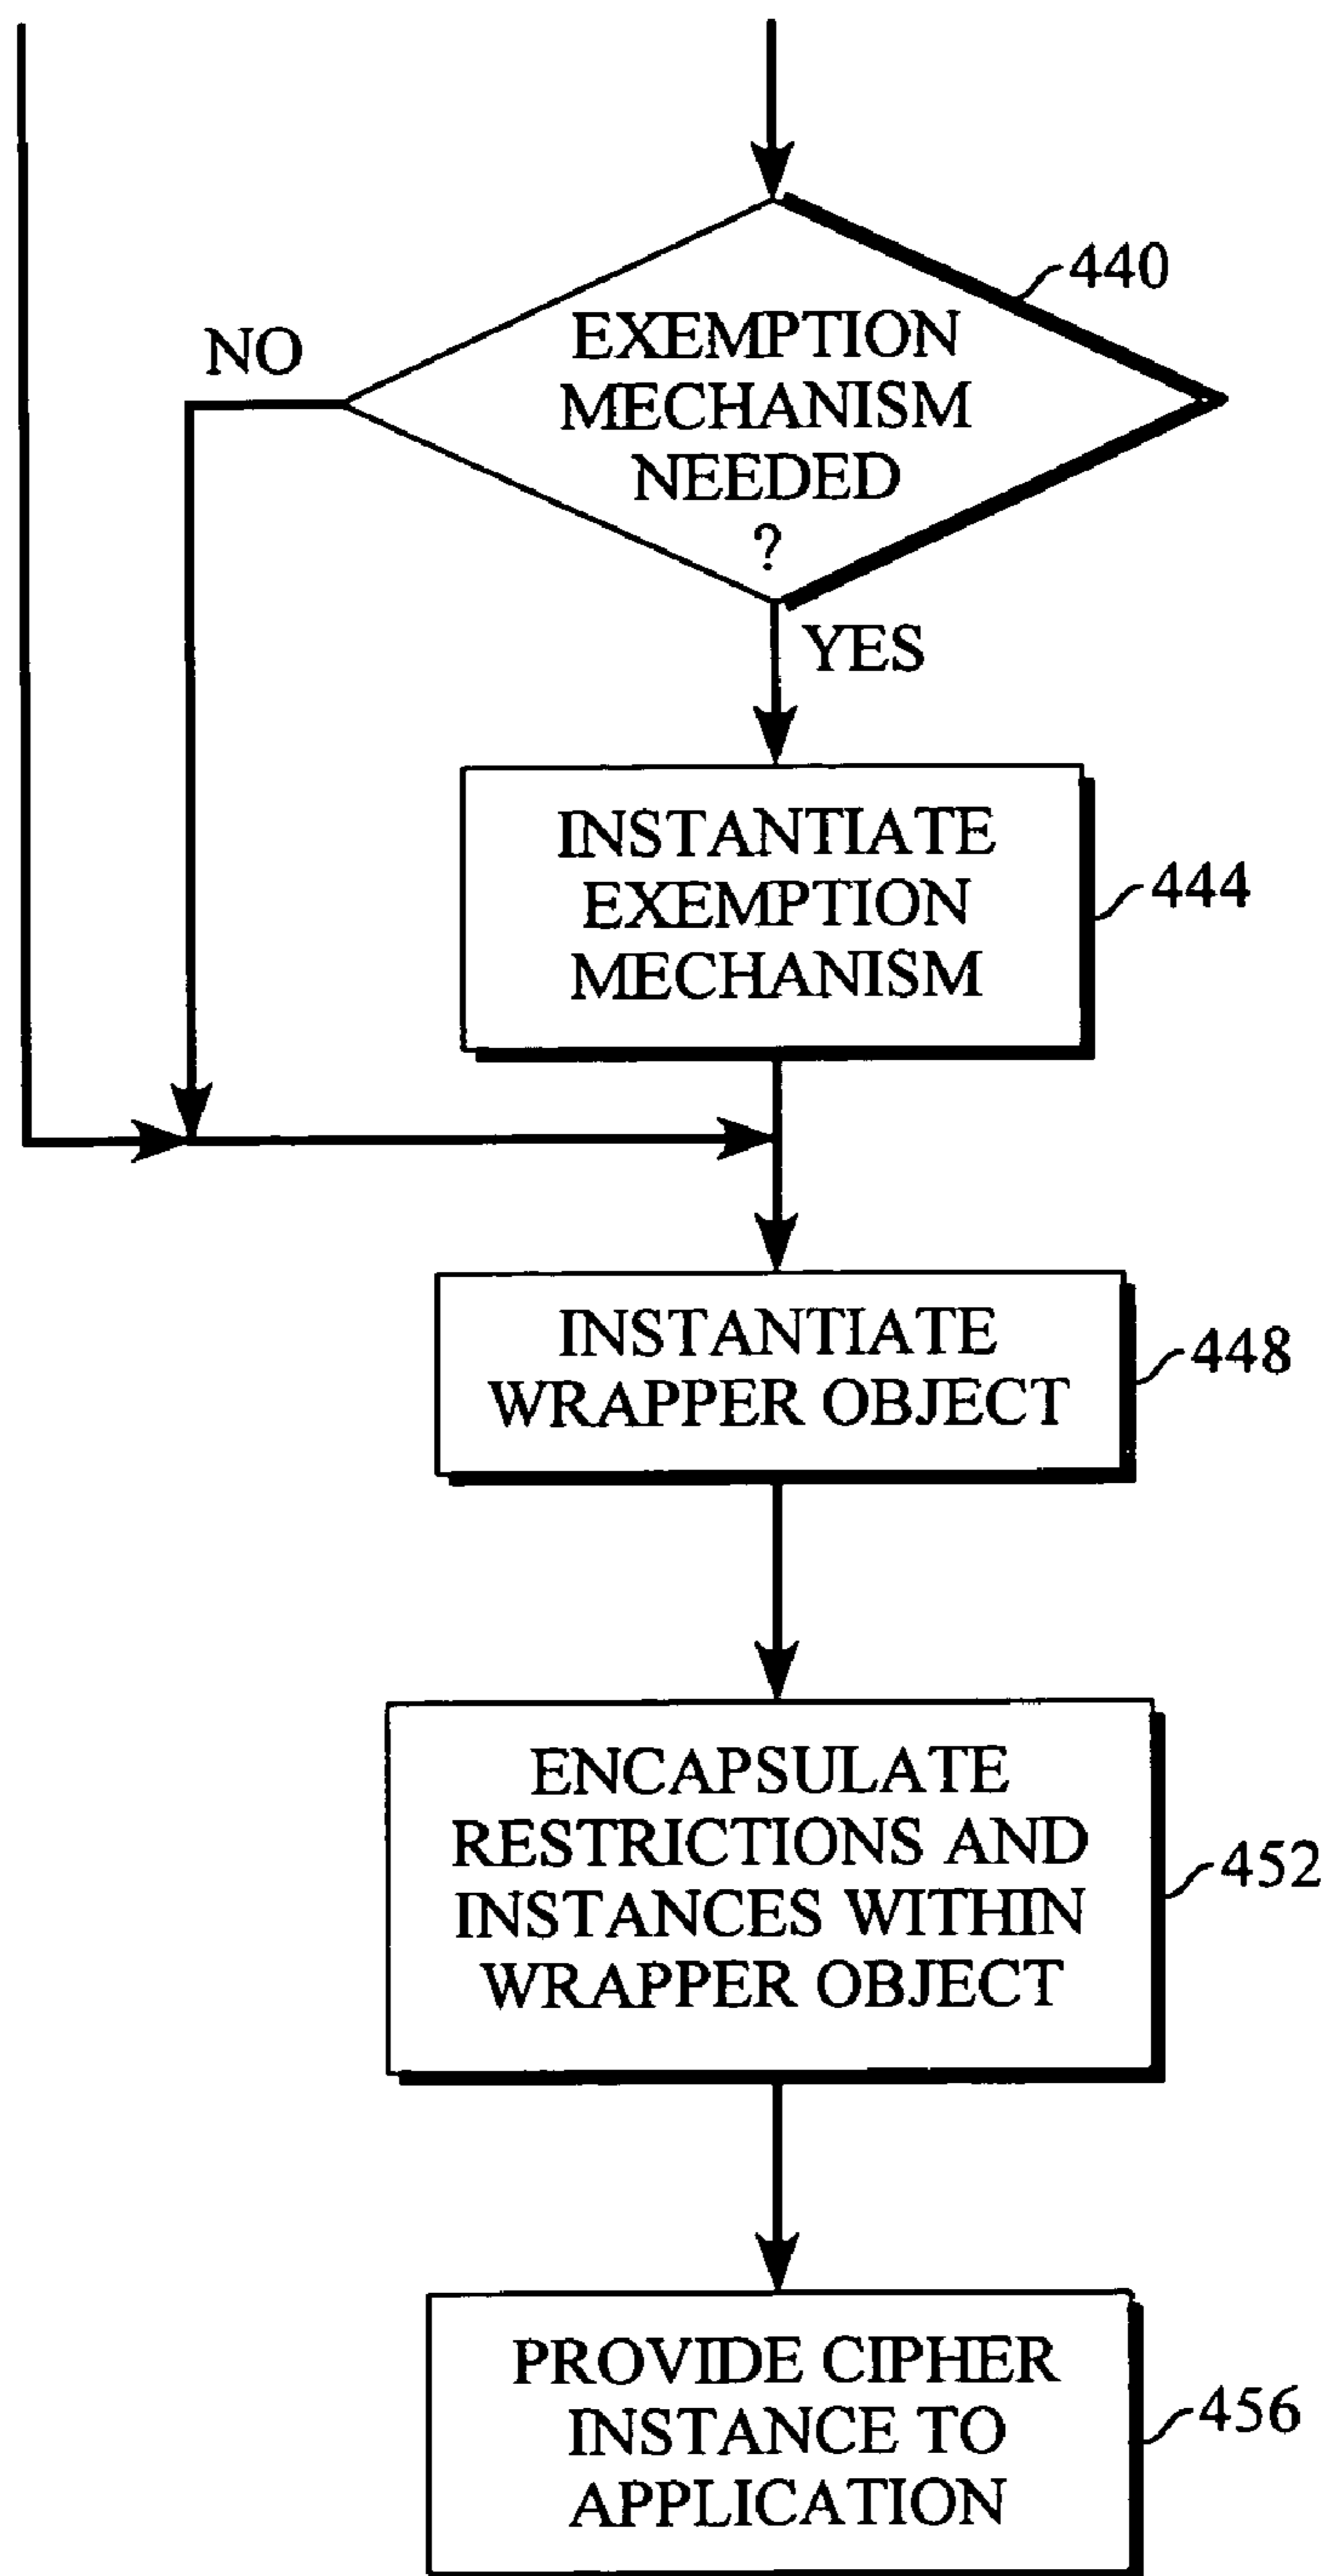 440
NO
EXEMPTION
MECHANISM
NEEDED
?
YES
INSTANTIATE
EXEMPTION
MECHANISM
444
INSTANTIATE
WRAPPER OBJECT
448
ENCAPSULATE
RESTRICTIONS AND
INSTANCES WITHIN
WRAPPER OBJECT
452
PROVIDE CIPHER
INSTANCE TO
APPLICATION
456